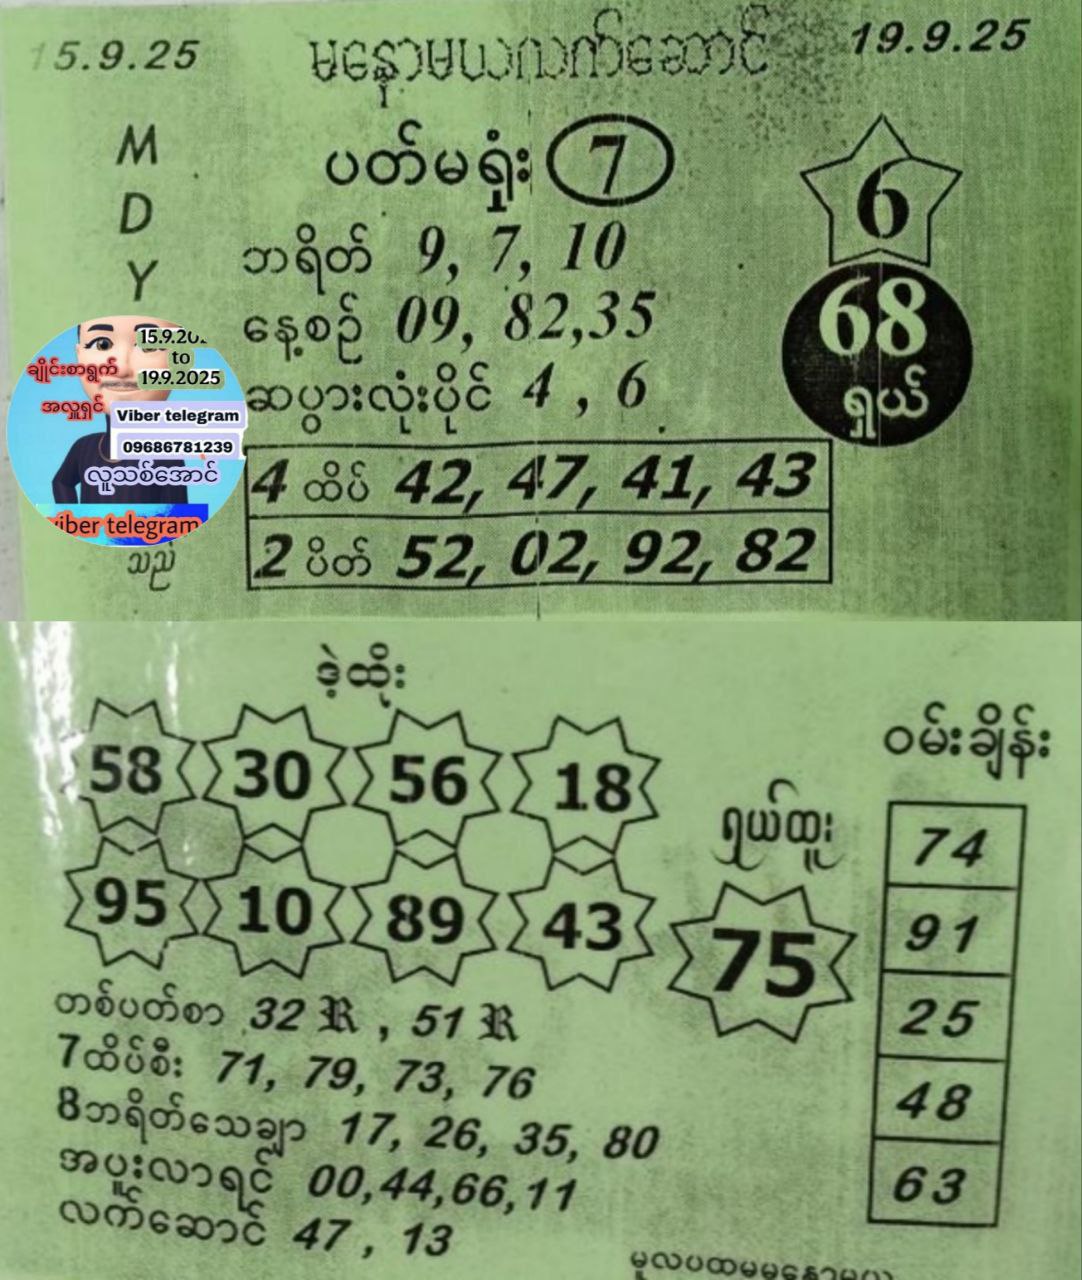 15.9.25
မနောမယလက်ဆောင်
19.9.25
M
D
Y
ပတ်မရှုံး 7
6
68
ရှယ်
ဘရိတ် 9, 7, 10
နေ့စဉ် 09, 82,35
ဆပွားလုံးပိုင် 4 , 6
4 ထိပ် 42, 47, 41, 43
2 ပိတ် 52, 02, 92, 82
15.9.20
to
19.9.2025
ချိုင်းစာရွက်
အလှူရှင်
Viber telegram
09686781239
လူသစ်အောင်
viber telegram
သည်
ဒဲ့ထိုး
58 30 56 18
95 10 89 43
ရှယ်ထူး
75
ဝမ်းချိန်း
74
91
25
48
63
တစ်ပတ်စာ 32 R , 51 R
7ထိပ်စီး 71, 79, 73, 76
8ဘရိတ်သေချာ 17, 26, 35, 80
အပူးလာရင် 00,44,66,11
လက်ဆောင် 47 , 13
မူလပထမမနောမယ